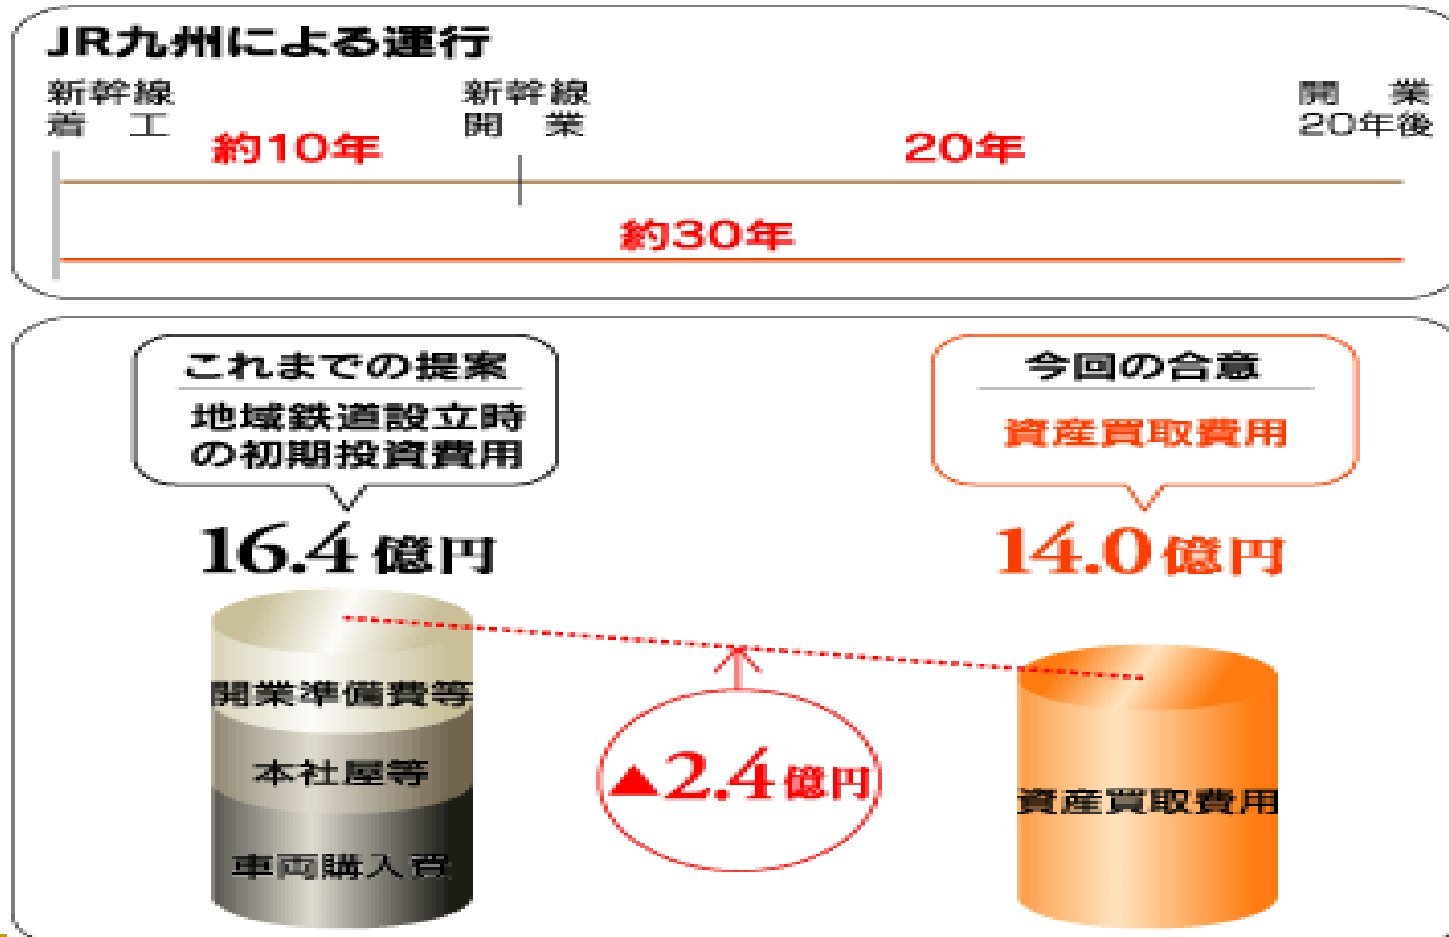 JR九州による運行
新幹線
着　工
新幹線
開　業
開　業
20年後
約10年
20年
約30年
これまでの提案
地域鉄道設立時
の初期投資費用
今回の合意
資産買取費用
16.4億円
14.0億円
開業準備費等
本社屋等
車両購入費
▲2.4億円
資産買取費用